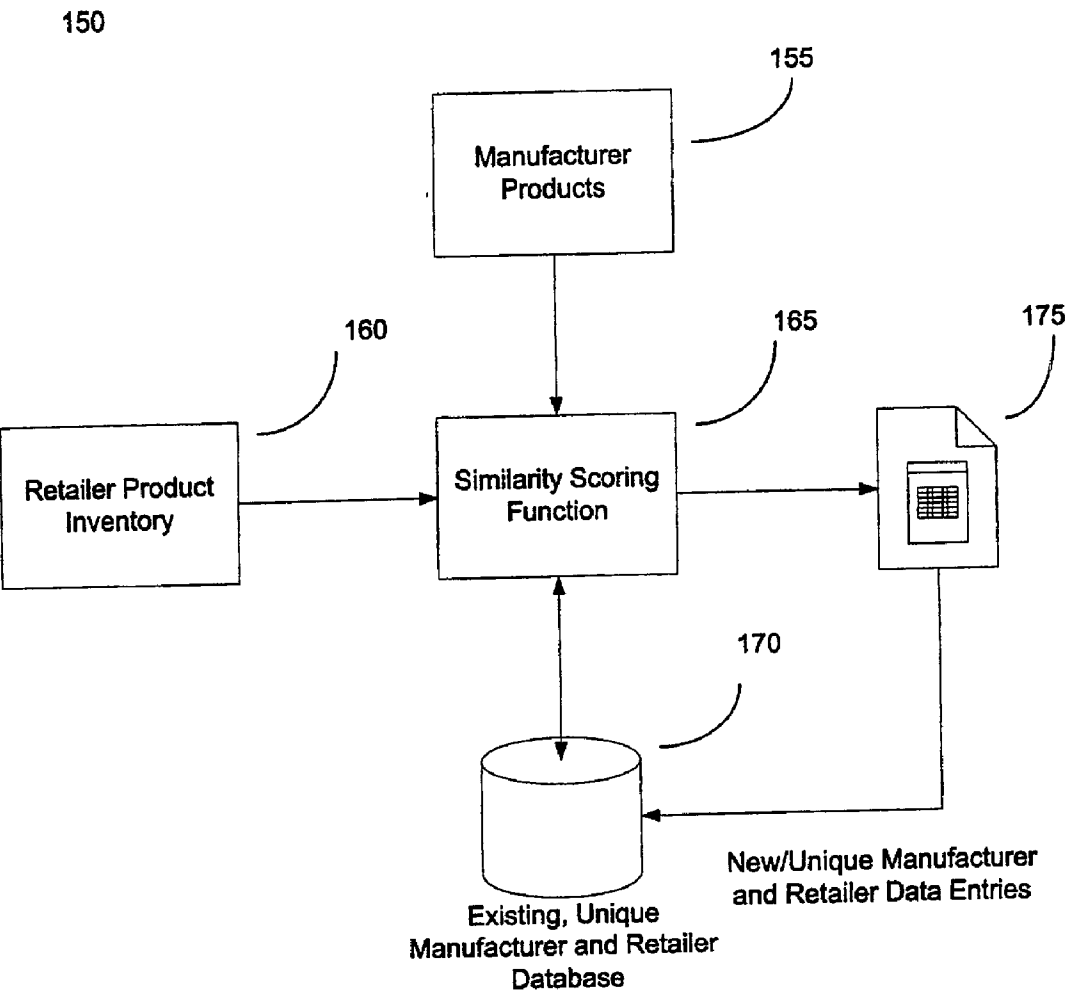 150
155
Manufacturer
Products
160
165
175
Retailer Product
Inventory
Similarity Scoring
Function
170
New/Unique Manufacturer
and Retailer Data Entries
Existing, Unique
Manufacturer and Retailer
Database